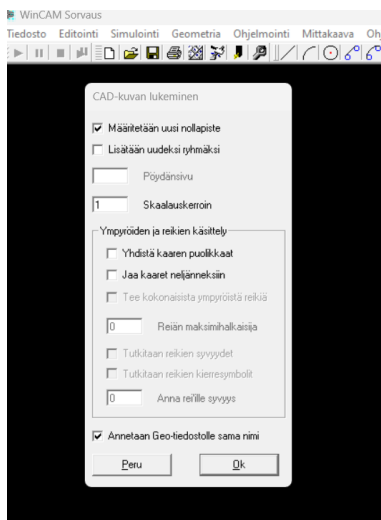 WinCAM Sorvaus
Tiedosto Editointi Simulointi Geometria Ohjelmointi Mittakaava
CAD-kuvan lukeminen
Määritetään uusi nollapiste
Lisätään uudeksi ryhmäksi
Pöydänsivu
1 Skaalauskerroin
Ympyröiden ja reikien käsittely
Yhdistä kaaren puolikkaat
Jaa kaaret neljänneksiin
Tee kokonaisista ympyröistä reikiä
0 Reiän maksimihalkaisija
Tutkitaan reikien syvyydet
Tutkitaan reikien kierresymbolit
0 Anna rei'ille syvyys
Annetaan Geo-tiedostolle sama nimi
Peru Ok